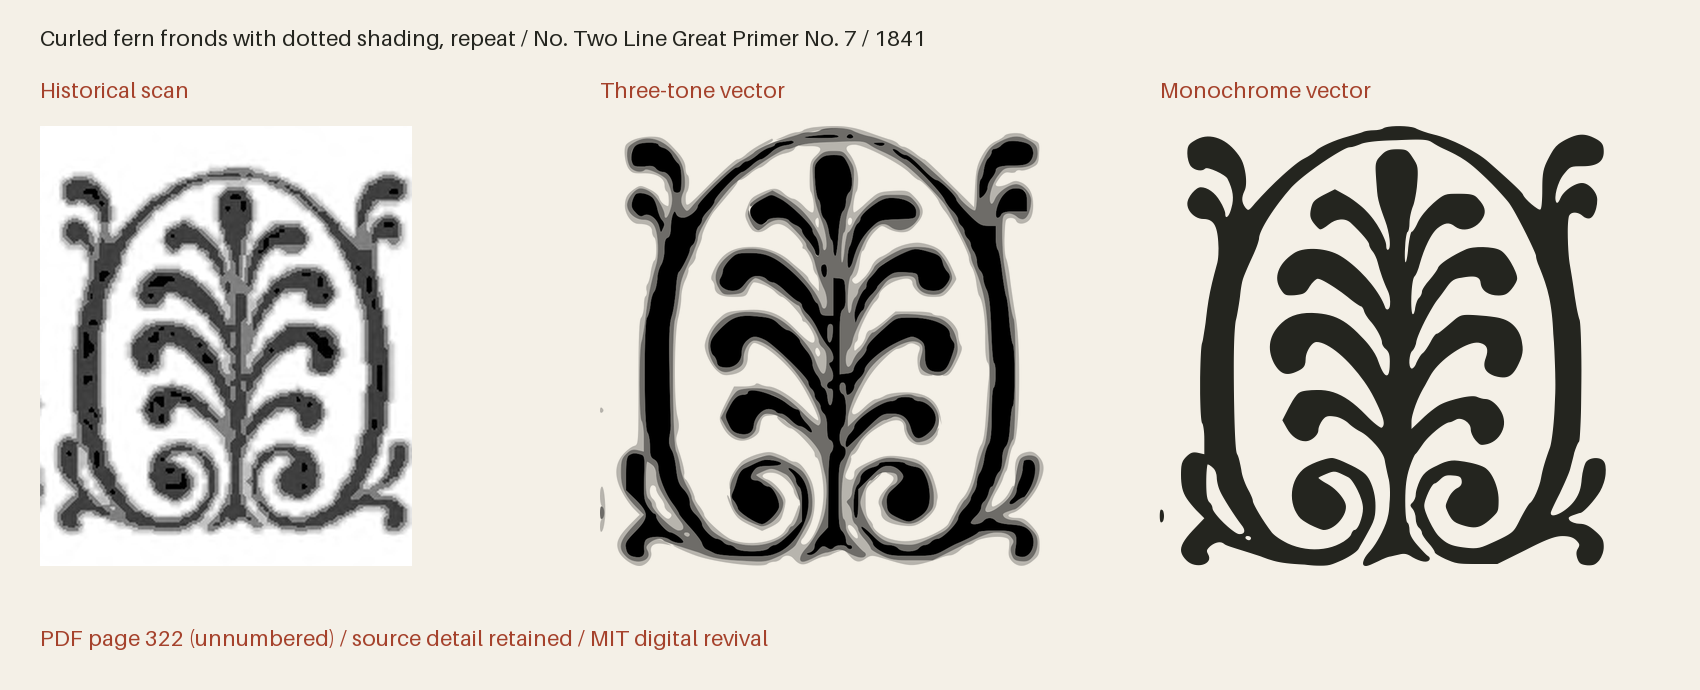 Curled fern fronds with dotted shading, repeat / No. Two Line Great Primer No. 7 / 1841
Historical scan
Three-tone vector
Monochrome vector
PDF page 322 (unnumbered) / source detail retained / MIT digital revival